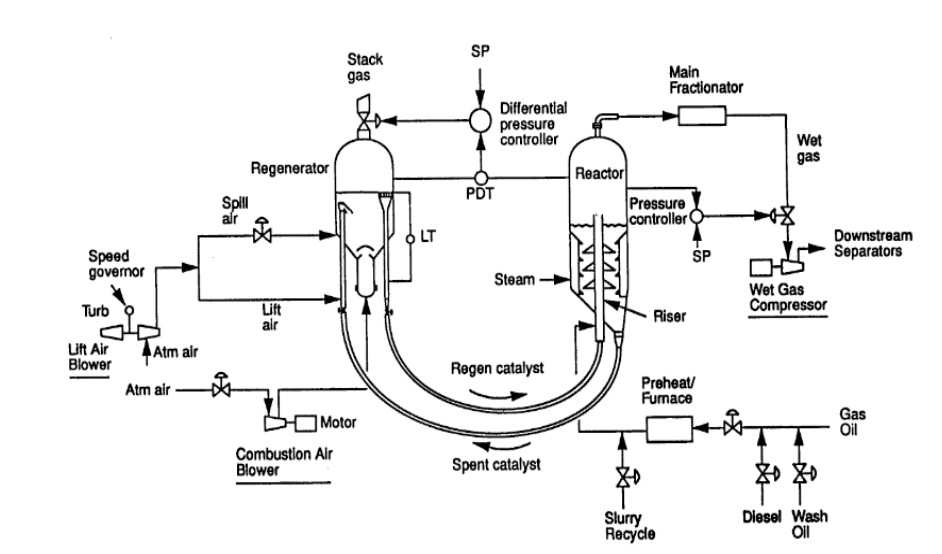 SP
Stack
gas
Main
Fractionator
Differential
pressure
controller
Wet
gas
Regenerator
Reactor
PDT
Spill
air
Pressure
controller
LT
SP
Downstream
Separators
Speed
governor
Steam
Wet Gas
Compressor
Turb
Lift
air
Riser
Lift Air
Blower
Atm air
Regen catalyst
Atm air
Preheat/
Furnace
Gas
Oil
Motor
Combustion Air
Blower
Spent catalyst
Slurry
Recycle
Diesel
Wash
Oil